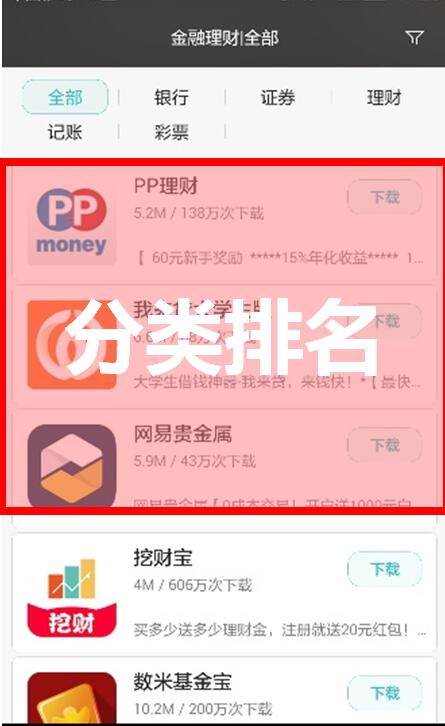 金融理财|全部
全部
银行
证券
理财
记账
彩票
PP理财
下载
5.2M / 138万次下载
PP
money
【 60元新手奖励 *****15%年化收益***** 1...
分类排名
下载
大学生借钱神器-我来贷，来钱快！*【最快...
网易贵金属
下载
5.9M / 43万次下载
网易贵金属【0成本交易！开户送1000元白
挖财宝
下载
4M / 606万次下载
挖财
买多少送多少理财金，注册就送20元红包！...
数米基金宝
下载
10.2M / 200万次下载